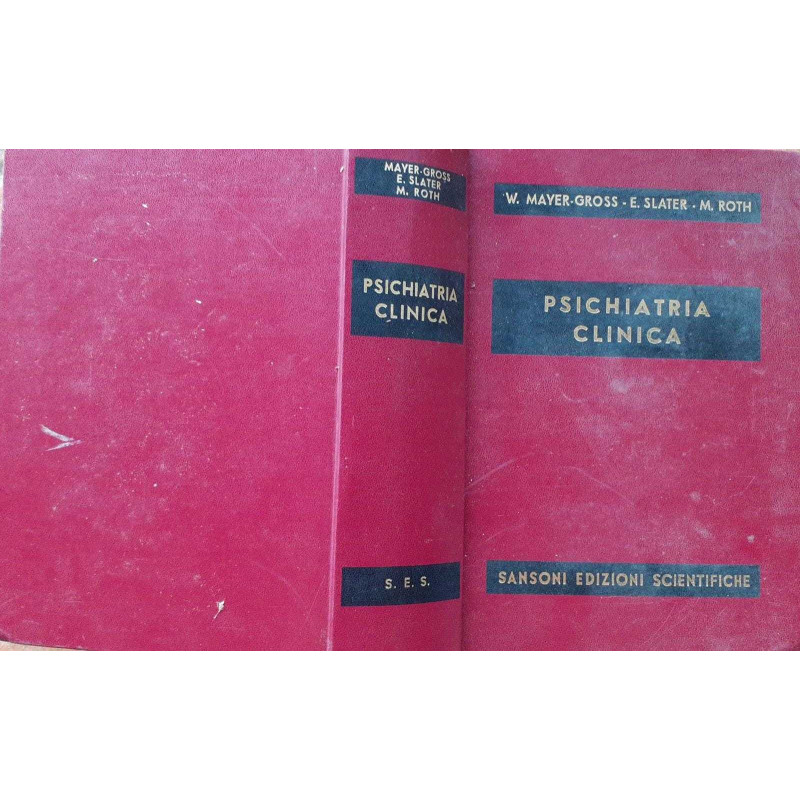 MAYER-GROSS
E. SLATER
M. ROTH
PSICHIATRIA
CLINICA
S. E. S.
W. MAYER-GROSS - E. SLATER - M. ROTH
PSICHIATRIA
CLINICA
SANSONI EDIZIONI SCIENTIFICHE